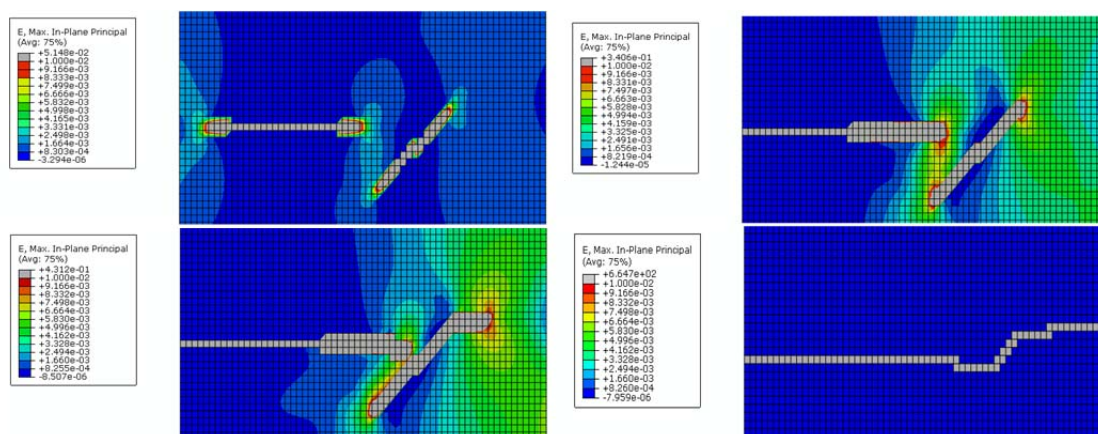 E, Max. In-Plane Principal
(Avg: 75%)
+5.148e-02
+1.000e-02
+9.166e-03
+8.333e-03
+7.499e-03
+6.666e-03
+5.832e-03
+4.998e-03
+4.165e-03
+3.331e-03
+2.498e-03
+1.664e-03
+8.303e-04
-3.294e-06
E, Max. In-Plane Principal
(Avg: 75%)
+3.406e-01
+1.000e-02
+9.166e-03
+8.331e-03
+7.497e-03
+6.663e-03
+5.828e-03
+4.994e-03
+4.159e-03
+3.325e-03
+2.491e-03
+1.656e-03
+8.219e-04
-1.244e-05
E, Max. In-Plane Principal
(Avg: 75%)
+4.312e-01
+1.000e-02
+9.166e-03
+8.332e-03
+7.498e-03
+6.664e-03
+5.830e-03
+4.996e-03
+4.162e-03
+3.328e-03
+2.494e-03
+1.660e-03
+8.255e-04
-8.507e-06
E, Max. In-Plane Principal
(Avg: 75%)
+6.647e+02
+1.000e-02
+9.166e-03
+8.332e-03
+7.498e-03
+6.664e-03
+5.830e-03
+4.996e-03
+4.162e-03
+3.328e-03
+2.494e-03
+1.660e-03
+8.260e-04
-7.959e-06